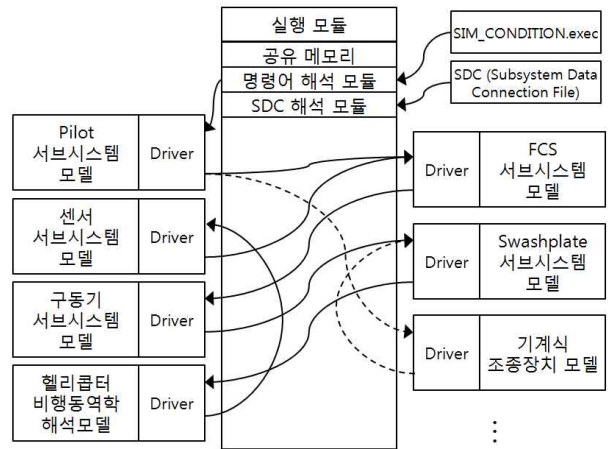 실행 모듈
공유 메모리
명령어 해석 모듈
SDC 해석 모듈
SIM_CONDITION.exec
SDC (Subsystem Data
Connection File)
Pilot
서브시스템
모델
Driver
센서
서브시스템
모델
Driver
구동기
서브시스템
모델
Driver
헬리콥터
비행동역학
해석모델
Driver
Driver
FCS
서브시스템
모델
Driver
Swashplate
서브시스템
모델
Driver
기계식
조종장치 모델
⋮